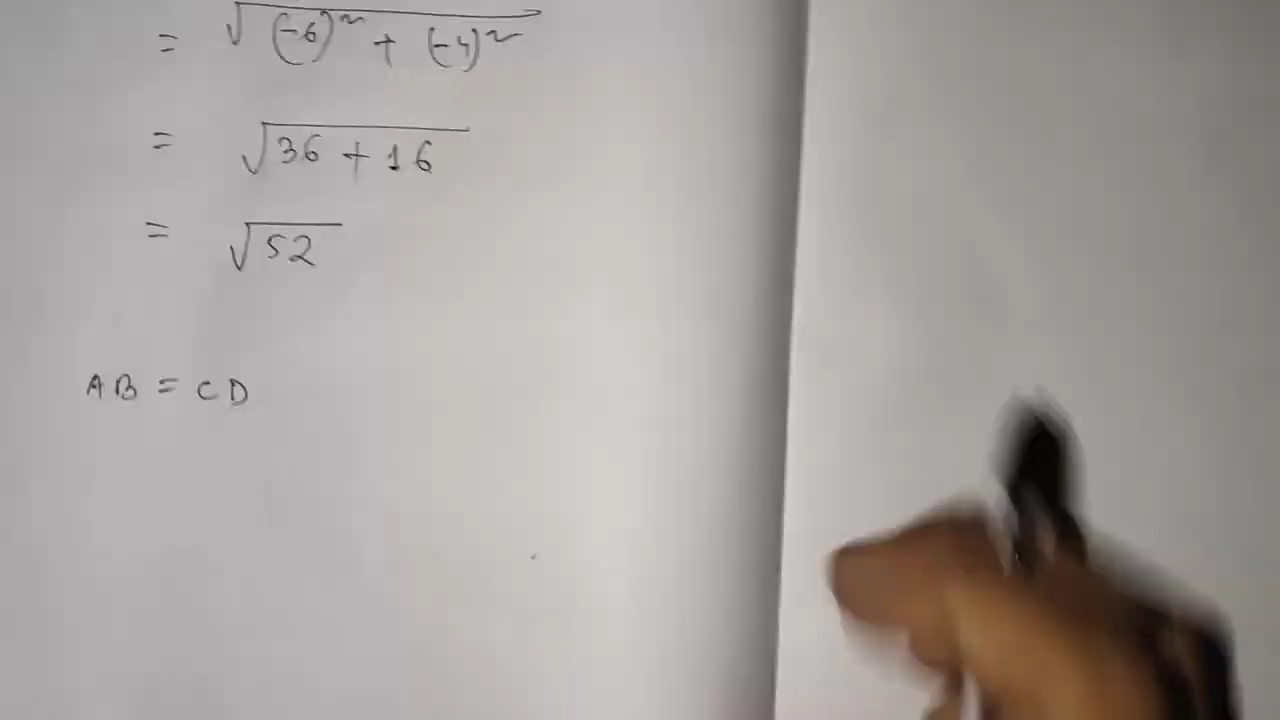 = √(-6)² + (-4)²
= √36 + 16
= √52
AB = CD